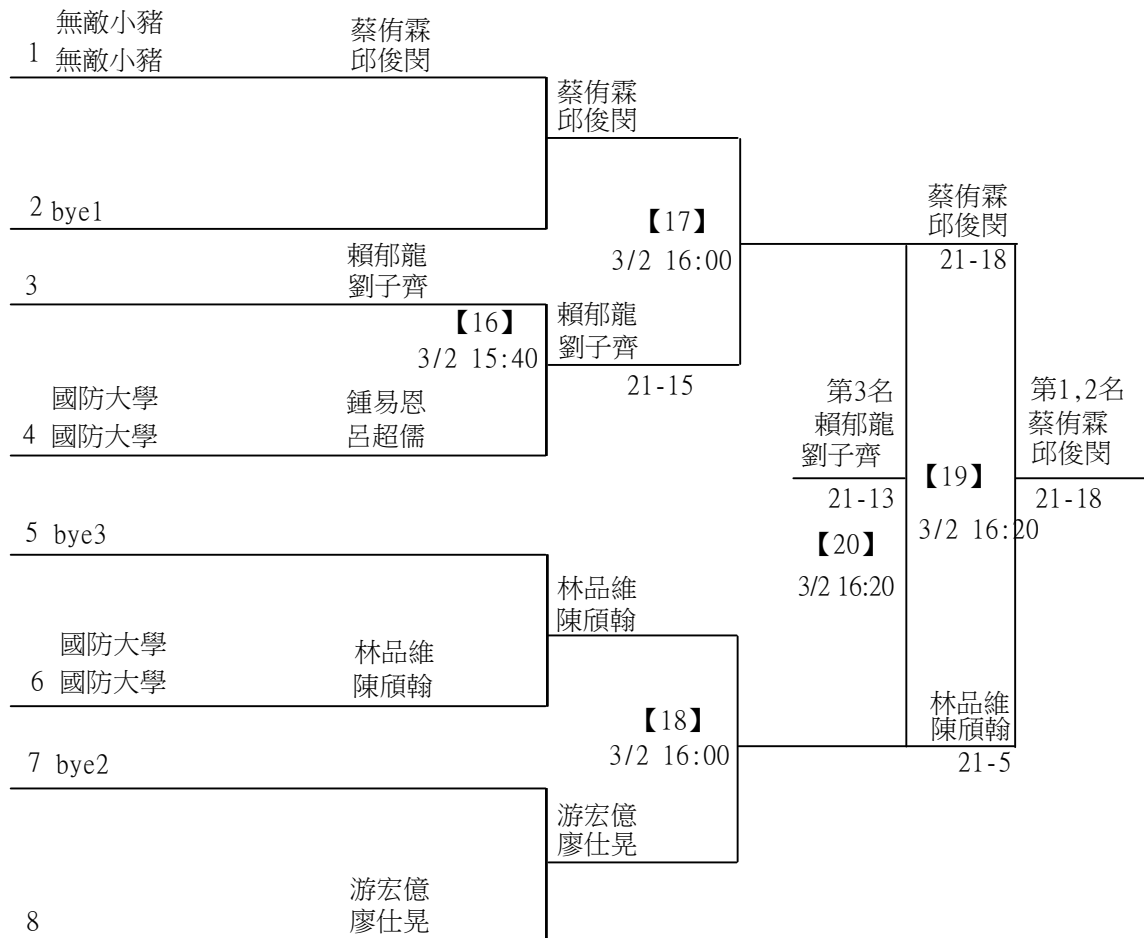 無敵小豬 蔡侑霖
1 無敵小豬 邱俊閔
蔡侑霖
邱俊閔
2 bye1
【17】
3/2 16:00
蔡侑霖
邱俊閔
21-18
賴郁龍
3 劉子齊
【16】
3/2 15:40
賴郁龍
劉子齊
21-15
國防大學 鍾易恩
4 國防大學 呂超儒
第3名
賴郁龍
劉子齊
21-13
【20】
3/2 16:20
【19】
3/2 16:20
第1,2名
蔡侑霖
邱俊閔
21-18
5 bye3
林品維
陳頎翰
國防大學 林品維
6 國防大學 陳頎翰
【18】
3/2 16:00
林品維
陳頎翰
21-5
7 bye2
游宏億
廖仕晃
游宏億
8 廖仕晃